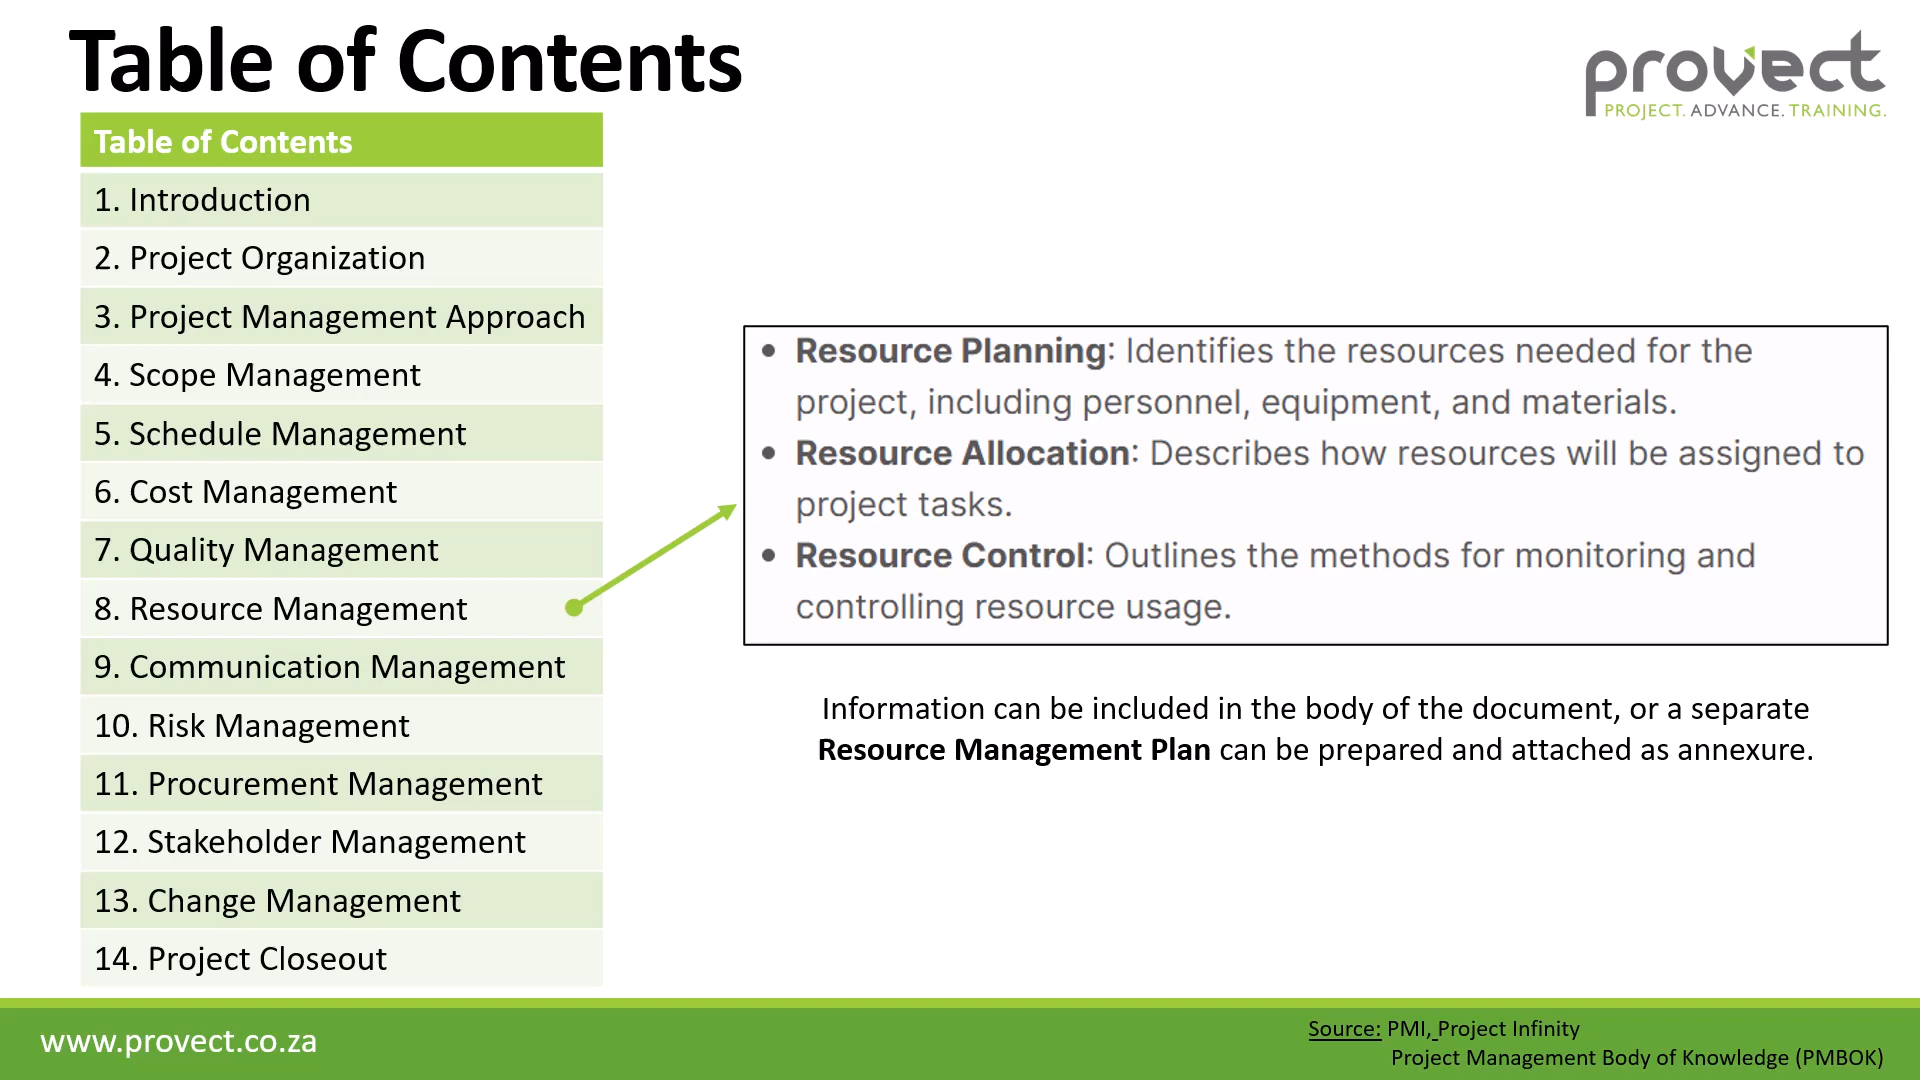 Table of Contents
provect
PROJECT. ADVANCE. TRAINING.
Table of Contents
1. Introduction
2. Project Organization
3. Project Management Approach
4. Scope Management
5. Schedule Management
6. Cost Management
7. Quality Management
8. Resource Management
9. Communication Management
10. Risk Management
11. Procurement Management
12. Stakeholder Management
13. Change Management
14. Project Closeout
• Resource Planning: Identifies the resources needed for the
project, including personnel, equipment, and materials.
• Resource Allocation: Describes how resources will be assigned to
project tasks.
• Resource Control: Outlines the methods for monitoring and
controlling resource usage.
Information can be included in the body of the document, or a separate
Resource Management Plan can be prepared and attached as annexure.
www.provect.co.za
Source: PMI, Project Infinity
Project Management Body of Knowledge (PMBOK)